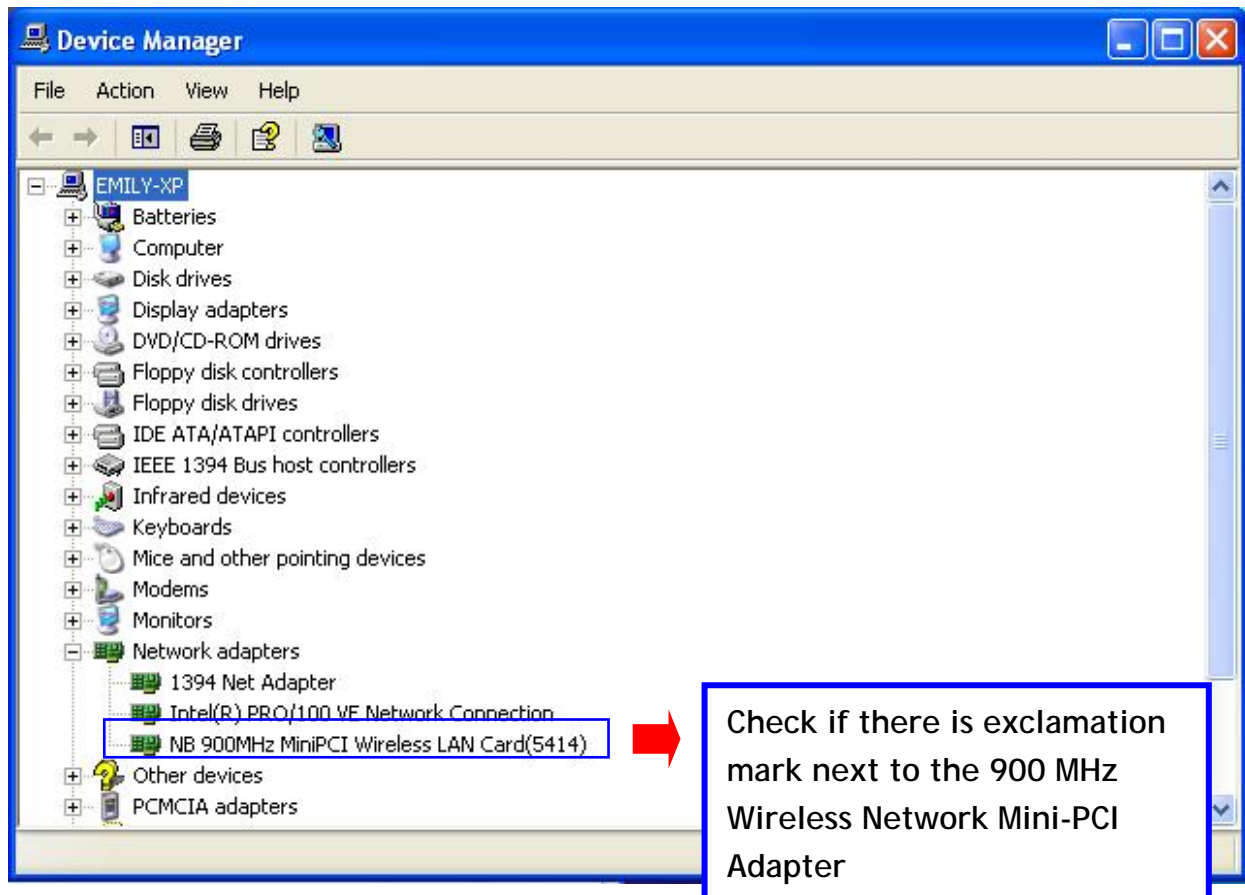 Device Manager
File Action View Help
EMILY-XP
Batteries
Computer
Disk drives
Display adapters
DVD/CD-ROM drives
Floppy disk controllers
Floppy disk drives
IDE ATA/ATAPI controllers
IEEE 1394 Bus host controllers
Infrared devices
Keyboards
Mice and other pointing devices
Modems
Monitors
Network adapters
1394 Net Adapter
Intel(R) PRO/100 VE Network Connection
NB 900MHz MiniPCI Wireless LAN Card(5414)
Other devices
PCMCIA adapters
Check if there is exclamation
mark next to the 900 MHz
Wireless Network Mini-PCI
Adapter